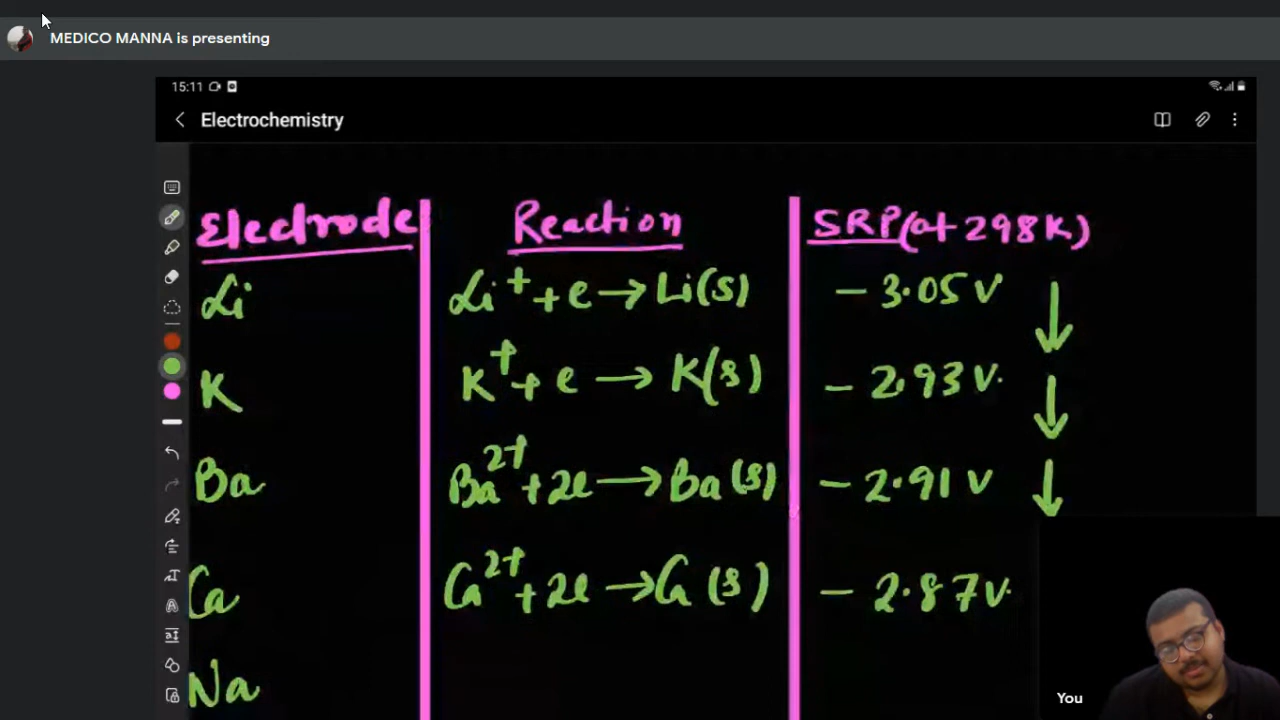 MEDICO MANNA is presenting
15:11
Electrochemistry
Electrode Reaction SRP (at 298K)
Li Li⁺ + e → Li(s) - 3.05 V ↓
K K⁺ + e → K(s) - 2.93 V. ↓
Ba Ba²⁺ + 2e → Ba(s) - 2.91 V ↓
Ca Ca²⁺ + 2e → Ca(s) - 2.87 V.
Na
You